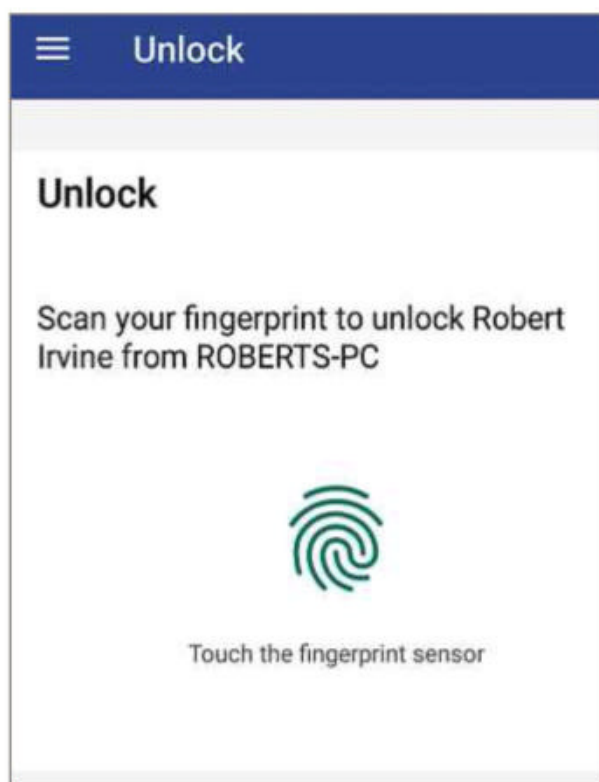 Unlock
Unlock
Scan your fingerprint to unlock Robert
Irvine from ROBERTS-PC
Touch the fingerprint sensor